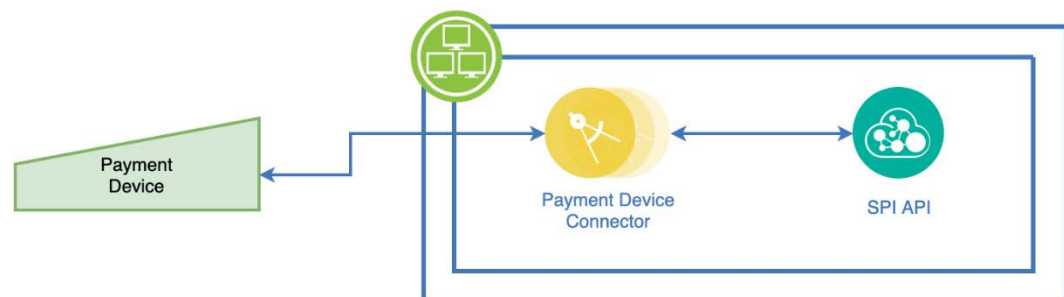 Payment
Device
Payment Device
Connector
SPI API